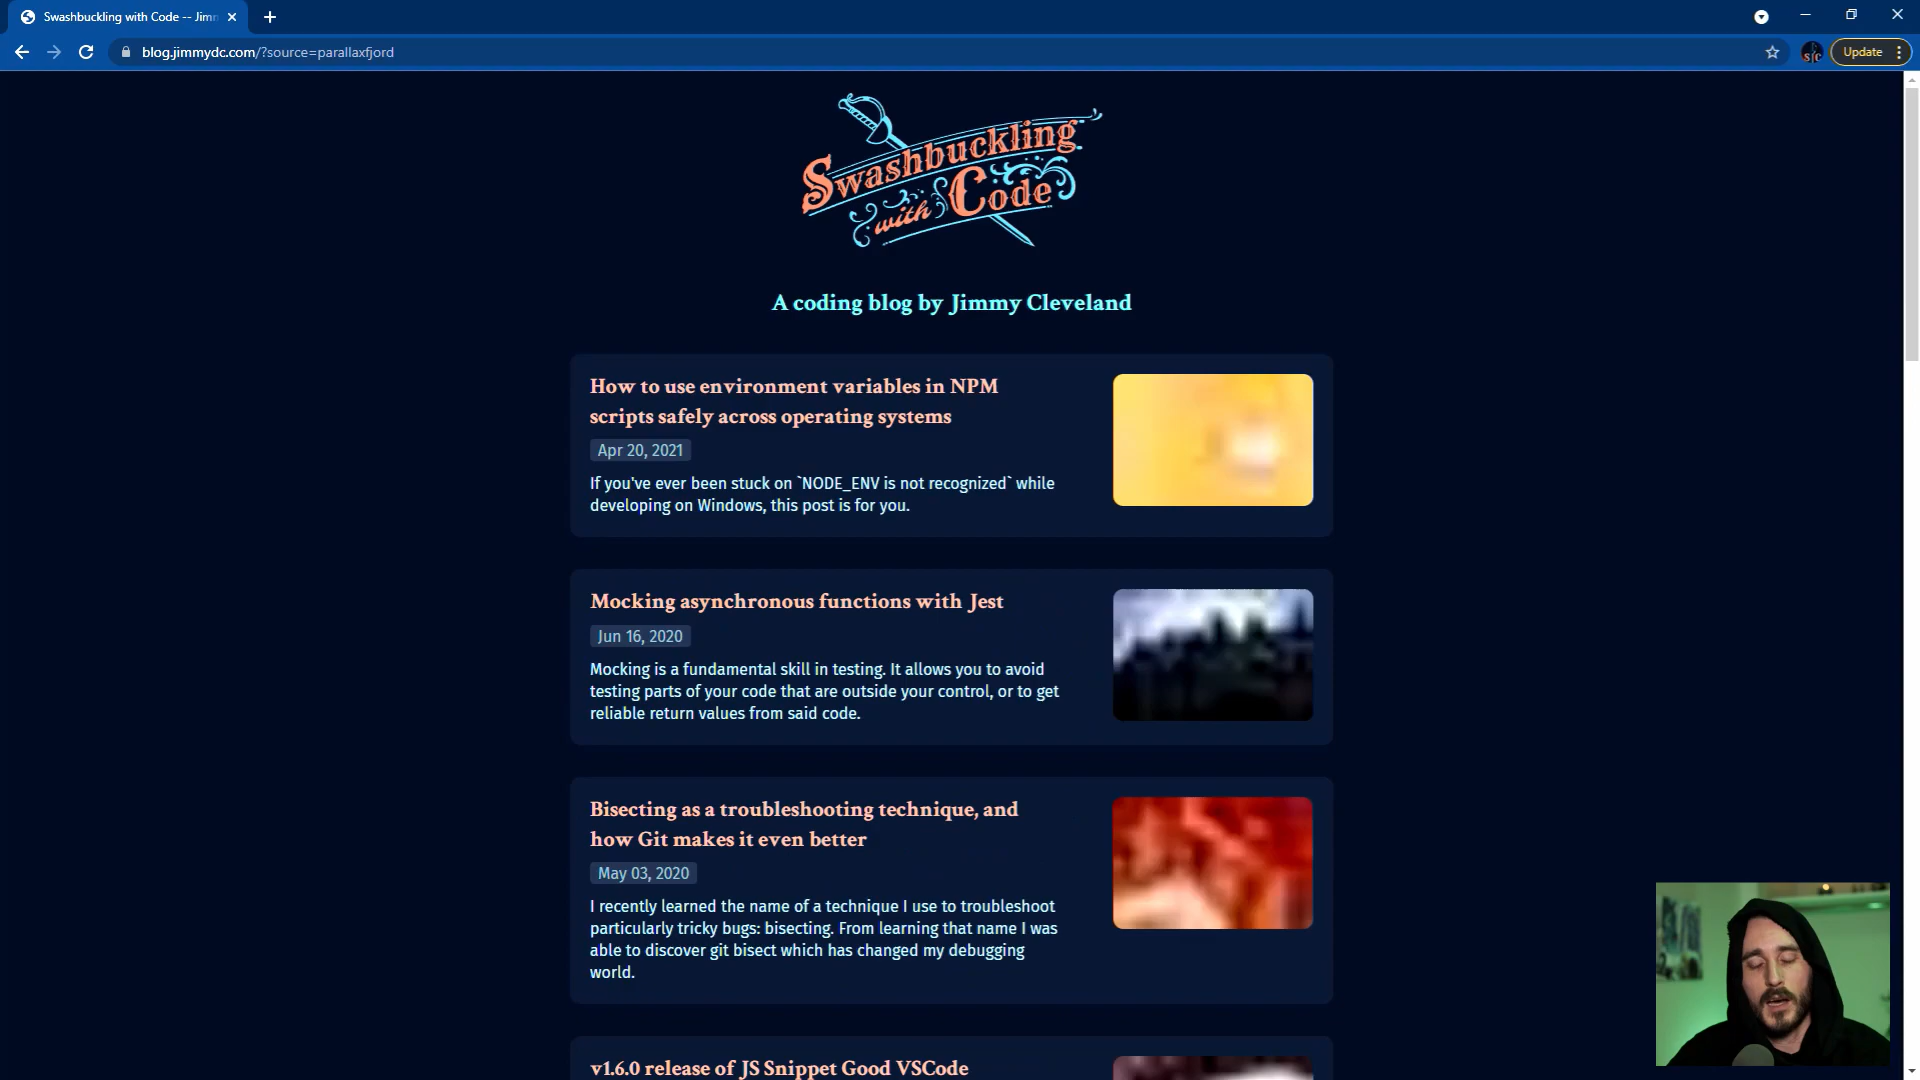 Swashbuckling with Code -- Jimm
blog.jimmydc.com/?source=parallaxfjord
sjc
Update
Swashbuckling
with Code
A coding blog by Jimmy Cleveland
How to use environment variables in NPM
scripts safely across operating systems
Apr 20, 2021
If you've ever been stuck on `NODE_ENV is not recognized` while
developing on Windows, this post is for you.
Mocking asynchronous functions with Jest
Jun 16, 2020
Mocking is a fundamental skill in testing. It allows you to avoid
testing parts of your code that are outside your control, or to get
reliable return values from said code.
Bisecting as a troubleshooting technique, and
how Git makes it even better
May 03, 2020
I recently learned the name of a technique I use to troubleshoot
particularly tricky bugs: bisecting. From learning that name I was
able to discover git bisect which has changed my debugging
world.
v1.6.0 release of JS Snippet Good VSCode